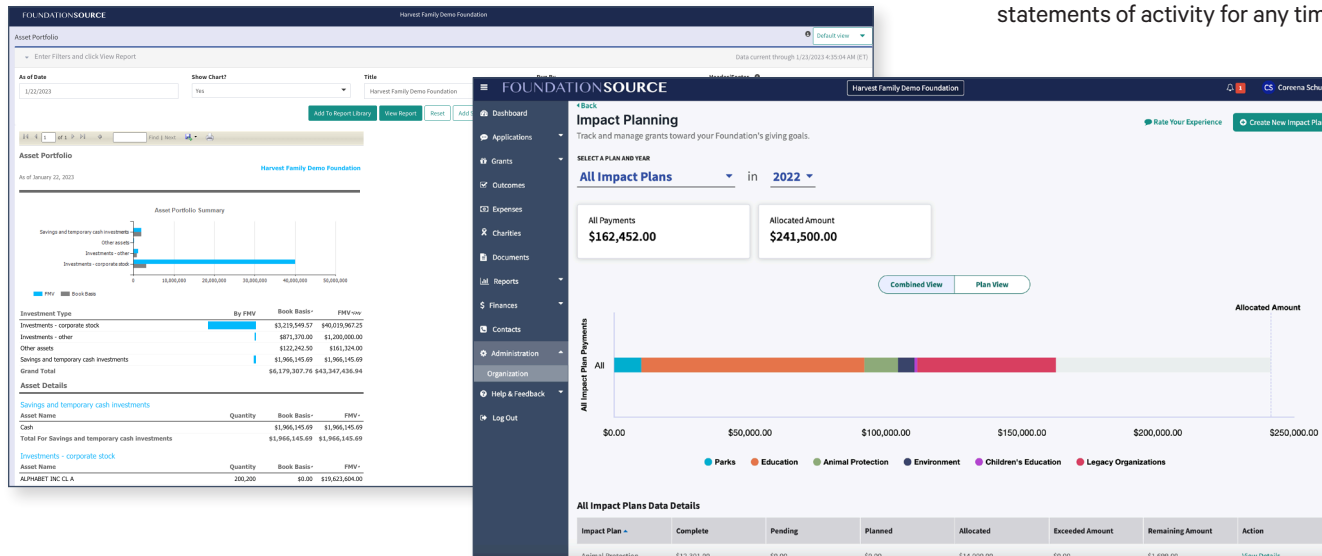 statements of activity for any tim
FOUNDATIONSOURCE
Harvest Family Demo Foundation
Asset Portfolio
Default view
Enter Filters and click View Report
Data current through 1/23/2023 4:35:04 AM (ET)
As of Date
Show Chart?
Title
1/22/2023
Yes
Harvest Family Demo Foundation
Add To Report Library
View Report
Reset
1 of 1
First | Next
Asset Portfolio
Harvest Family Demo Foundation
As of January 22, 2023
Asset Portfolio Summary
Savings and temporary cash investments
Other assets
Investments - other
Investments - corporate stock
0 10,000,000 20,000,000 30,000,000 40,000,000 50,000,000
FMV Book Basis
Investment Type By FMV Book Basis FMV
Investments - corporate stock $3,219,549.57 $40,019,967.25
Investments - other $871,370.00 $1,200,000.00
Other assets $122,242.50 $161,324.00
Savings and temporary cash investments $1,966,145.69 $1,966,145.69
Grand Total $6,179,307.76 $43,347,436.94
Asset Details
Savings and temporary cash investments
Asset Name Quantity Book Basis FMV
Cash $1,966,145.69 $1,966,145.69
Total For Savings and temporary cash investments $1,966,145.69 $1,966,145.69
Investments - corporate stock
Asset Name Quantity Book Basis FMV
ALPHABET INC CL A 200,200 $0.00 $19,623,604.00
FOUNDATIONSOURCE
Harvest Family Demo Foundation
1
CS Coreena Schu
Dashboard
Applications
Grants
Outcomes
Expenses
Charities
Documents
Reports
Finances
Contacts
Administration
Organization
Help & Feedback
Log Out
Back
Impact Planning
Rate Your Experience
Create New Impact Pla
Track and manage grants toward your Foundation's giving goals.
SELECT A PLAN AND YEAR
All Impact Plans in 2022
All Payments
$162,452.00
Allocated Amount
$241,500.00
Combined View
Plan View
Allocated Amount
All Impact Plan Payments
All
$0.00 $50,000.00 $100,000.00 $150,000.00 $200,000.00 $250,000.00
Parks Education Animal Protection Environment Children's Education Legacy Organizations
All Impact Plans Data Details
Impact Plan Complete Pending Planned Allocated Exceeded Amount Remaining Amount Action